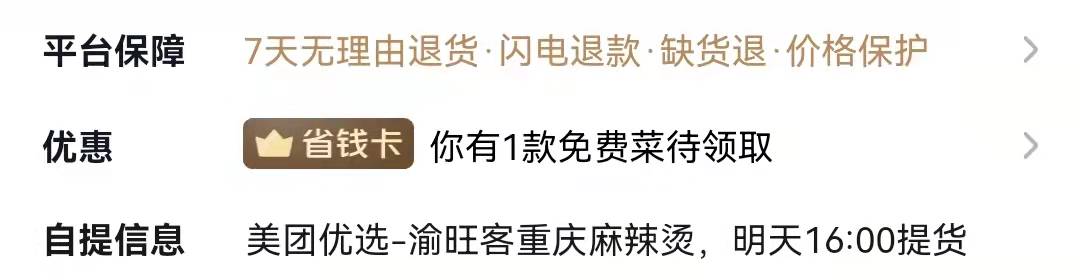 平台保障 7天无理由退货·闪电退款·缺货退·价格保护
优惠 省钱卡 你有1款免费菜待领取
自提信息 美团优选-渝旺客重庆麻辣烫，明天16:00提货